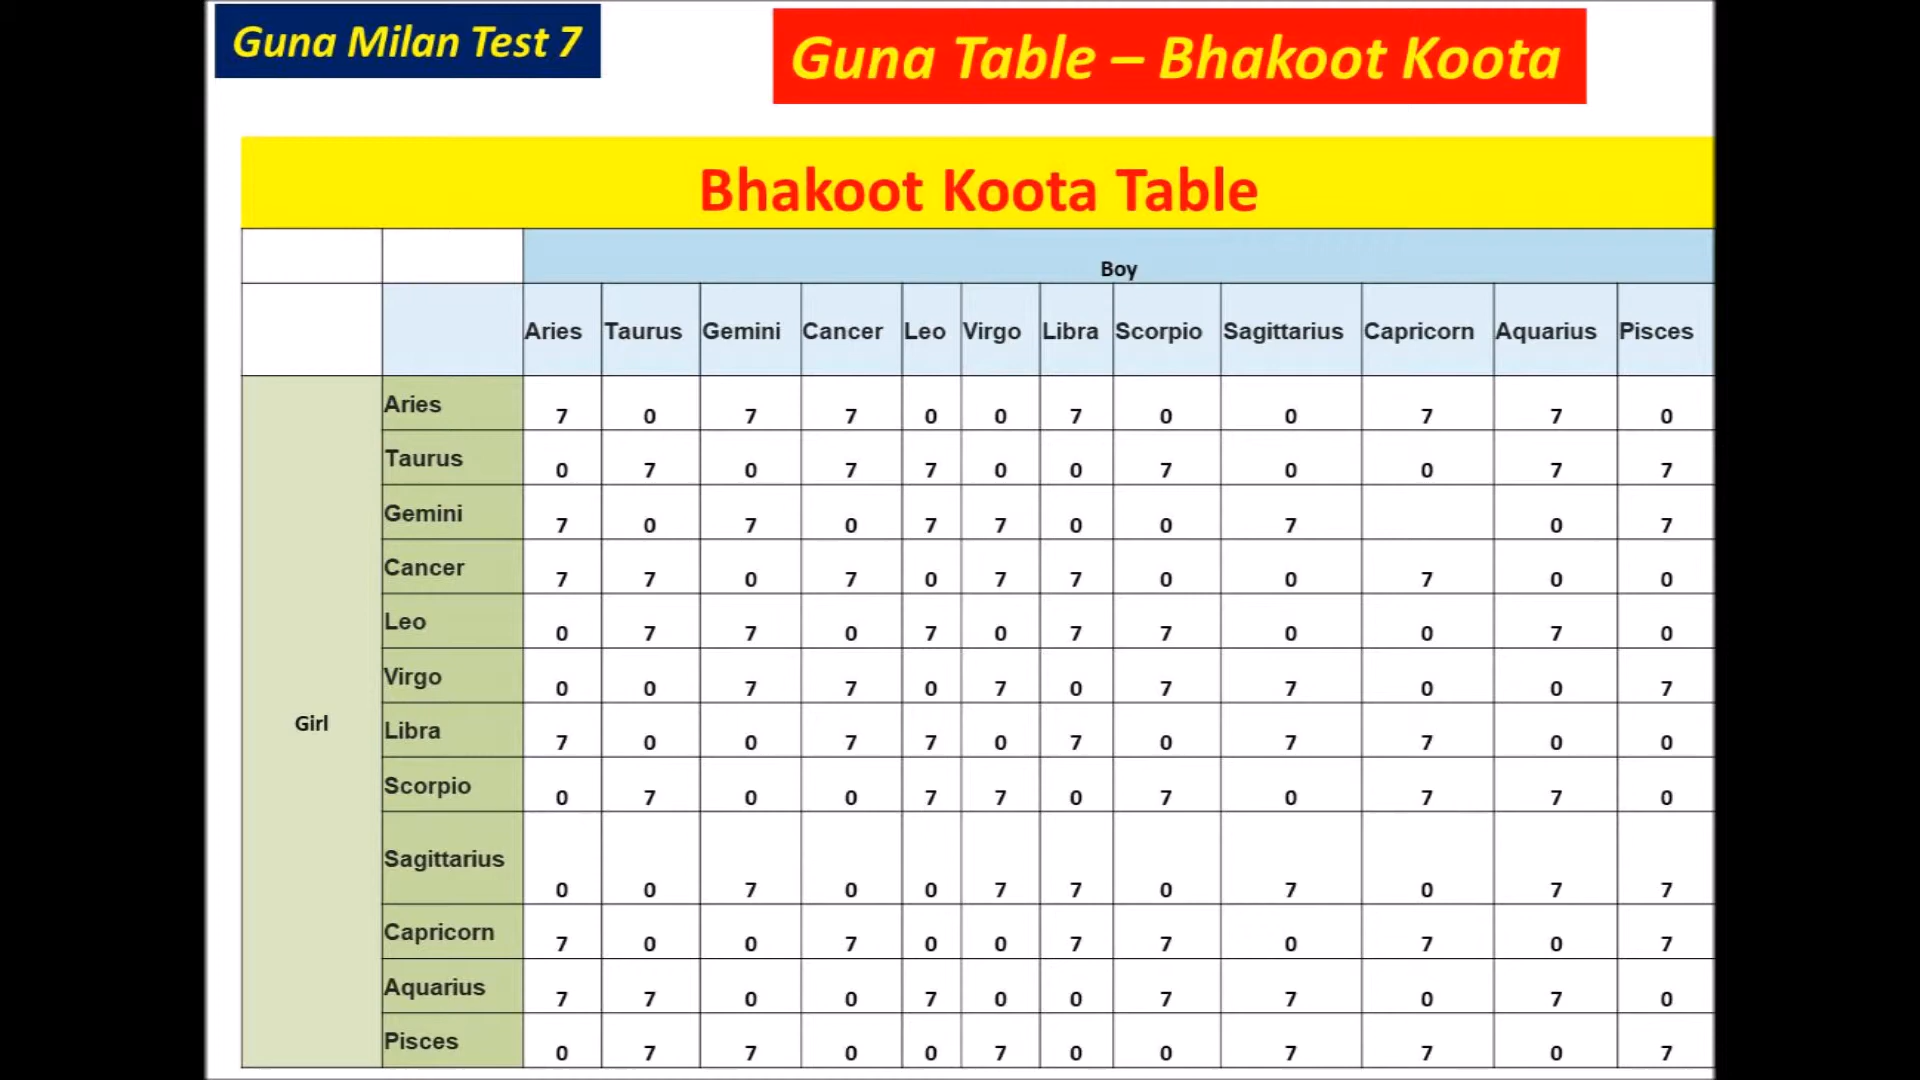 Guna Milan Test 7
Guna Table – Bhakoot Koota
Bhakoot Koota Table
Boy
Aries Taurus Gemini Cancer Leo Virgo Libra Scorpio Sagittarius Capricorn Aquarius Pisces
Girl
Aries 7 0 7 7 0 0 7 0 0 7 7 0
Taurus 0 7 0 7 7 0 0 7 0 0 7 7
Gemini 7 0 7 0 7 7 0 0 7 0 7
Cancer 7 7 0 7 0 7 7 0 0 7 0 0
Leo 0 7 7 0 7 0 7 7 0 0 7 0
Virgo 0 0 7 7 0 7 0 7 7 0 0 7
Libra 7 0 0 7 7 0 7 0 7 7 0 0
Scorpio 0 7 0 0 7 7 0 7 0 7 7 0
Sagittarius 0 0 7 0 0 7 7 0 7 0 7 7
Capricorn 7 0 0 7 0 0 7 7 0 7 0 7
Aquarius 7 7 0 0 7 0 0 7 7 0 7 0
Pisces 0 7 7 0 0 7 0 0 7 7 0 7